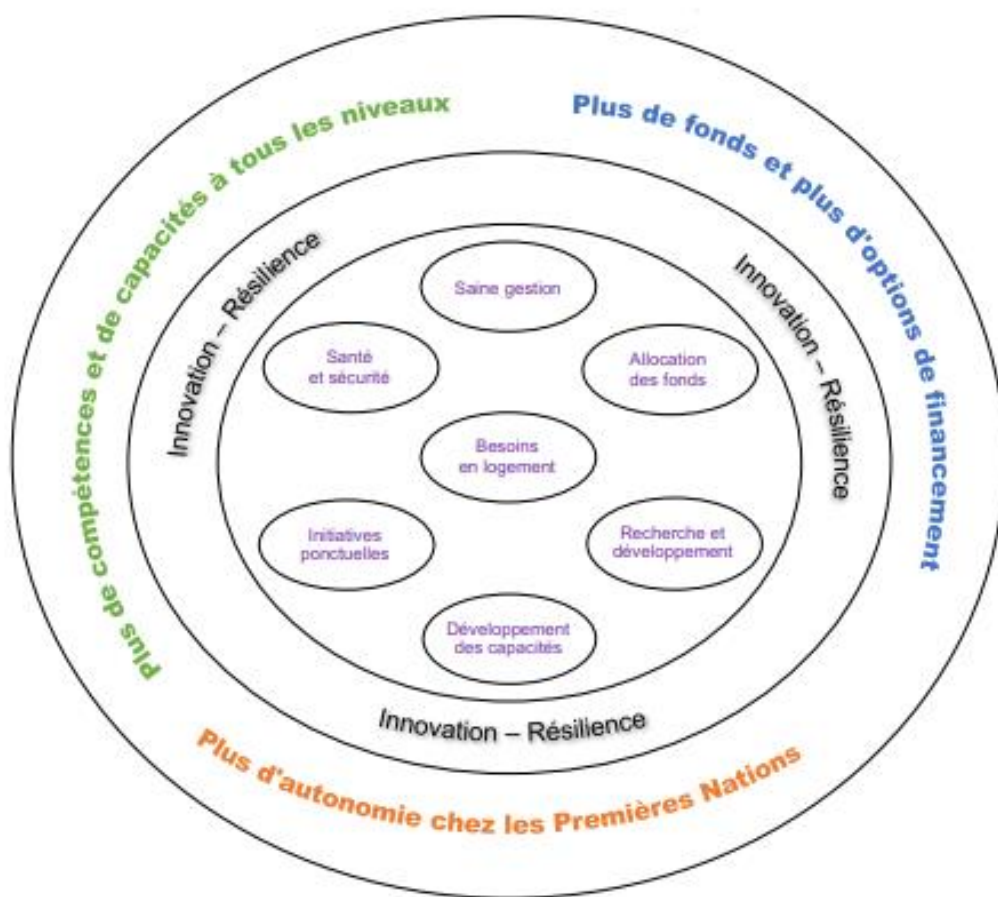 Plus de compétences et de capacités à tous les niveaux
Plus de fonds et plus d'options de financement
Innovation – Résilience
Innovation – Résilience
Saine gestion
Santé
et sécurité
Allocation
des fonds
Besoins
en logement
Initiatives
ponctuelles
Recherche et
développement
Développement
des capacités
Innovation – Résilience
Plus d'autonomie chez les Premières Nations